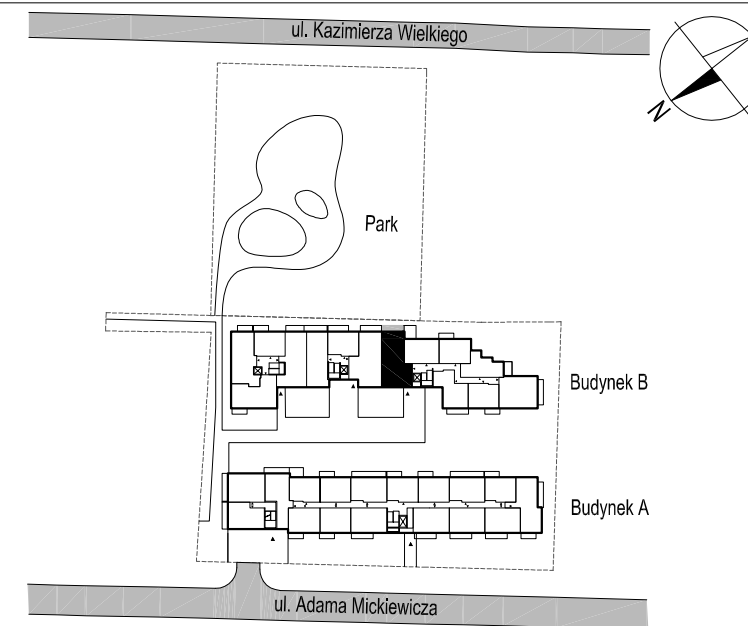 ul. Kazimierza Wielkiego
N
Park
Budynek B
Budynek A
ul. Adama Mickiewicza